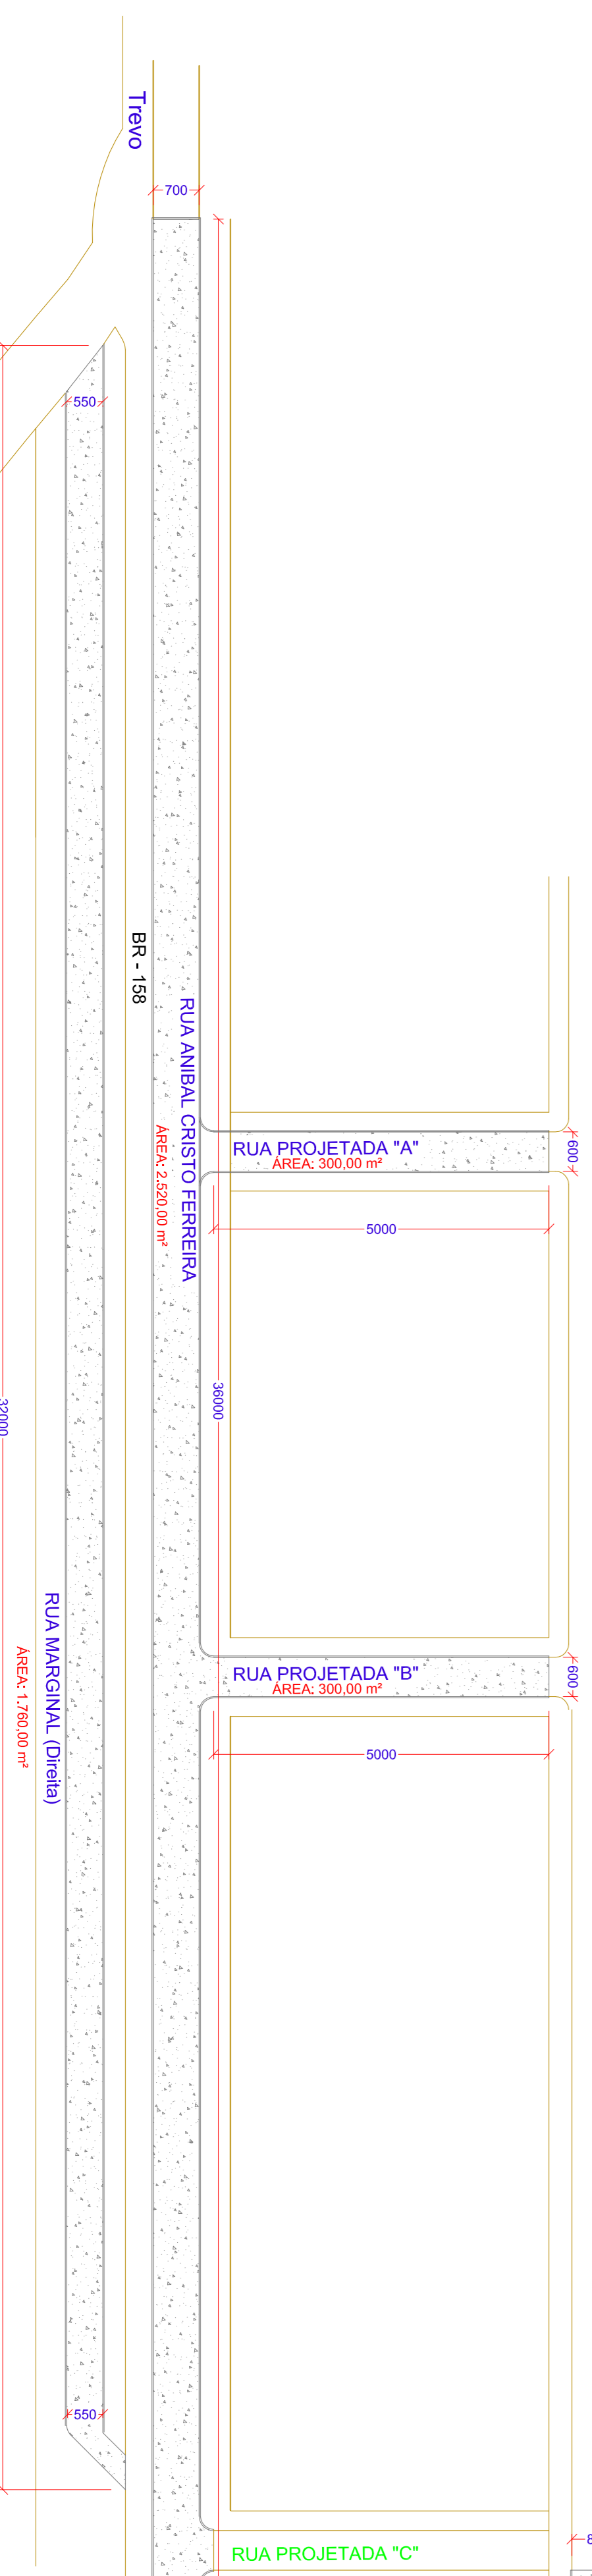 Trevo
700
550
BR - 158
RUA ANIBAL CRISTO FERREIRA
ÁREA: 2.520,00 m²
RUA PROJETADA "A"
ÁREA: 300,00 m²
600
5000
36000
32000
RUA MARGINAL (Direita)
ÁREA: 1.760,00 m²
RUA PROJETADA "B"
ÁREA: 300,00 m²
600
5000
550
RUA PROJETADA "C"